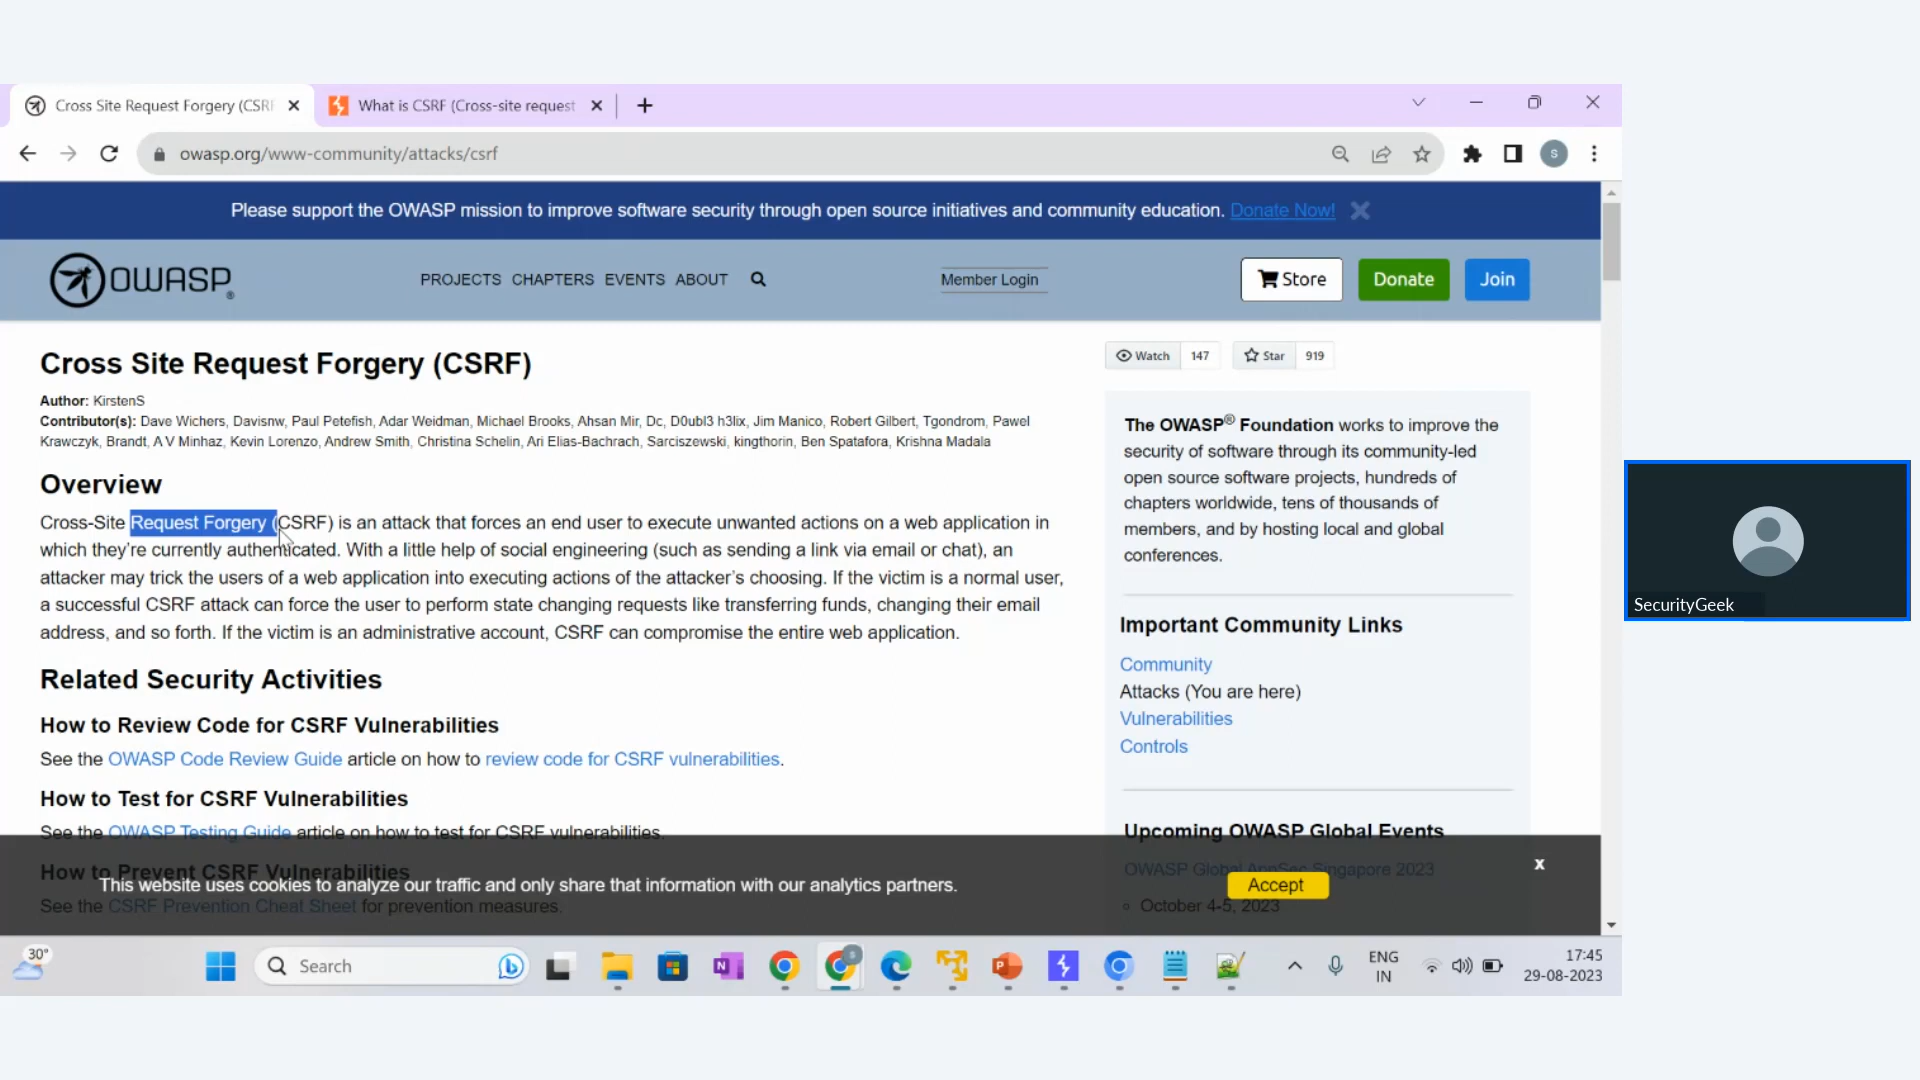 Cross Site Request Forgery (CSRF
What is CSRF (Cross-site request
owasp.org/www-community/attacks/csrf
S
Please support the OWASP mission to improve software security through open source initiatives and community education. Donate Now!
OWASP
PROJECTS CHAPTERS EVENTS ABOUT
Member Login
Store
Donate
Join
Cross Site Request Forgery (CSRF)
Author: KirstenS
Contributor(s): Dave Wichers, Davisnw, Paul Petefish, Adar Weidman, Michael Brooks, Ahsan Mir, Dc, D0ubl3 h3lix, Jim Manico, Robert Gilbert, Tgondrom, Pawel
Krawczyk, Brandt, A V Minhaz, Kevin Lorenzo, Andrew Smith, Christina Schelin, Ari Elias-Bachrach, Sarciszewski, kingthorin, Ben Spatafora, Krishna Madala
Overview
Cross-Site Request Forgery (CSRF) is an attack that forces an end user to execute unwanted actions on a web application in
which they're currently authenticated. With a little help of social engineering (such as sending a link via email or chat), an
attacker may trick the users of a web application into executing actions of the attacker's choosing. If the victim is a normal user,
a successful CSRF attack can force the user to perform state changing requests like transferring funds, changing their email
address, and so forth. If the victim is an administrative account, CSRF can compromise the entire web application.
Related Security Activities
How to Review Code for CSRF Vulnerabilities
See the OWASP Code Review Guide article on how to review code for CSRF vulnerabilities.
How to Test for CSRF Vulnerabilities
See the OWASP Testing Guide article on how to test for CSRF vulnerabilities.
How to Prevent CSRF Vulnerabilities
See the CSRF Prevention Cheat Sheet for prevention measures.
Watch 147
Star 919
The OWASP® Foundation works to improve the
security of software through its community-led
open source software projects, hundreds of
chapters worldwide, tens of thousands of
members, and by hosting local and global
conferences.
Important Community Links
Community
Attacks (You are here)
Vulnerabilities
Controls
Upcoming OWASP Global Events
OWASP Global AppSec Singapore 2023
October 4-5, 2023
This website uses cookies to analyze our traffic and only share that information with our analytics partners.
Accept
x
SecurityGeek
30°
Search
ENG
IN
17:45
29-08-2023